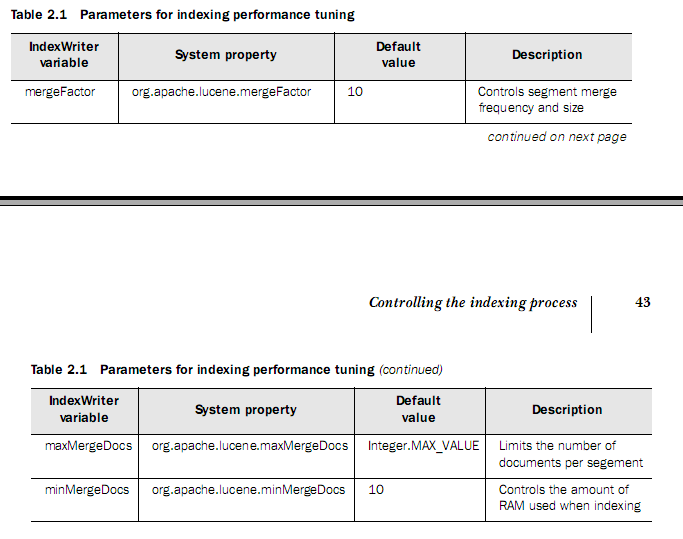 Table 2.1 Parameters for indexing performance tuning
IndexWriter variable System property Default value Description
mergeFactor org.apache.lucene.mergeFactor 10 Controls segment merge
frequency and size
continued on next page
Controlling the indexing process 43
Table 2.1 Parameters for indexing performance tuning (continued)
IndexWriter variable System property Default value Description
maxMergeDocs org.apache.lucene.maxMergeDocs Integer.MAX_VALUE Limits the number of
documents per segement
minMergeDocs org.apache.lucene.minMergeDocs 10 Controls the amount of
RAM used when indexing